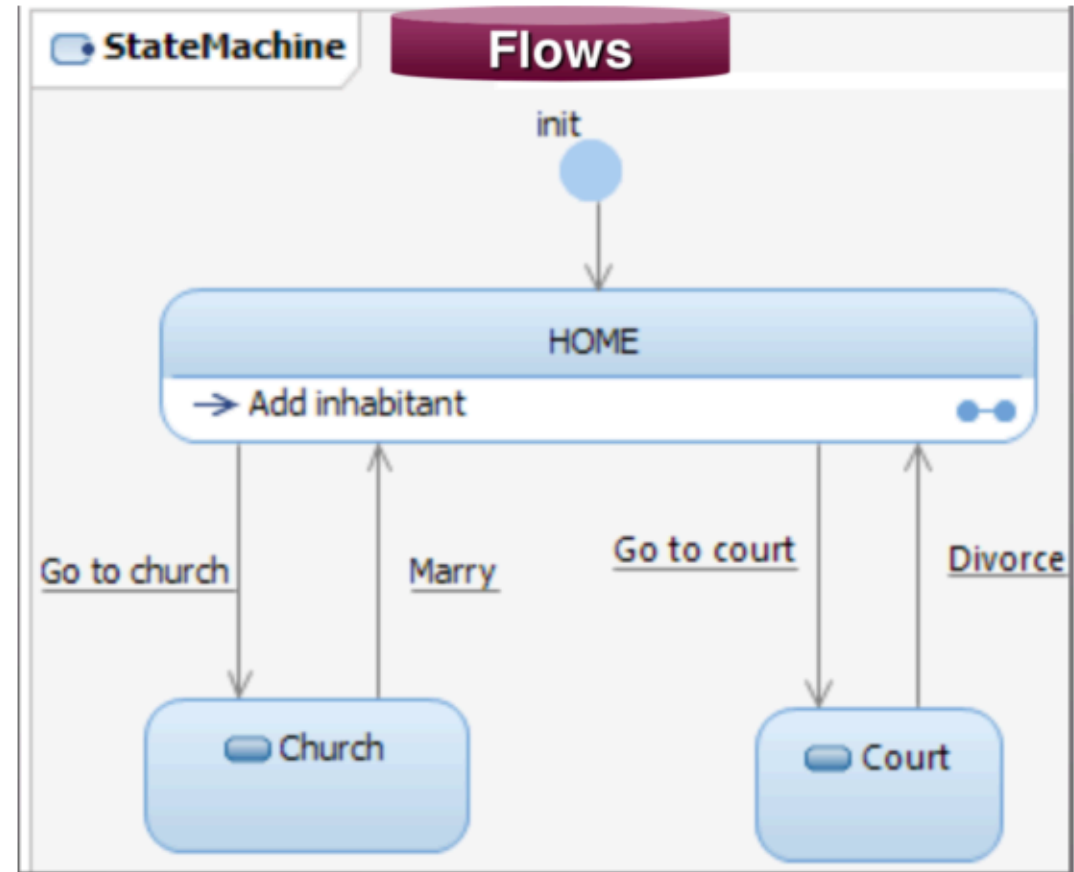 StateMachine
Flows
init
HOME
Add inhabitant
Go to church
Marry
Go to court
Divorce
Church
Court